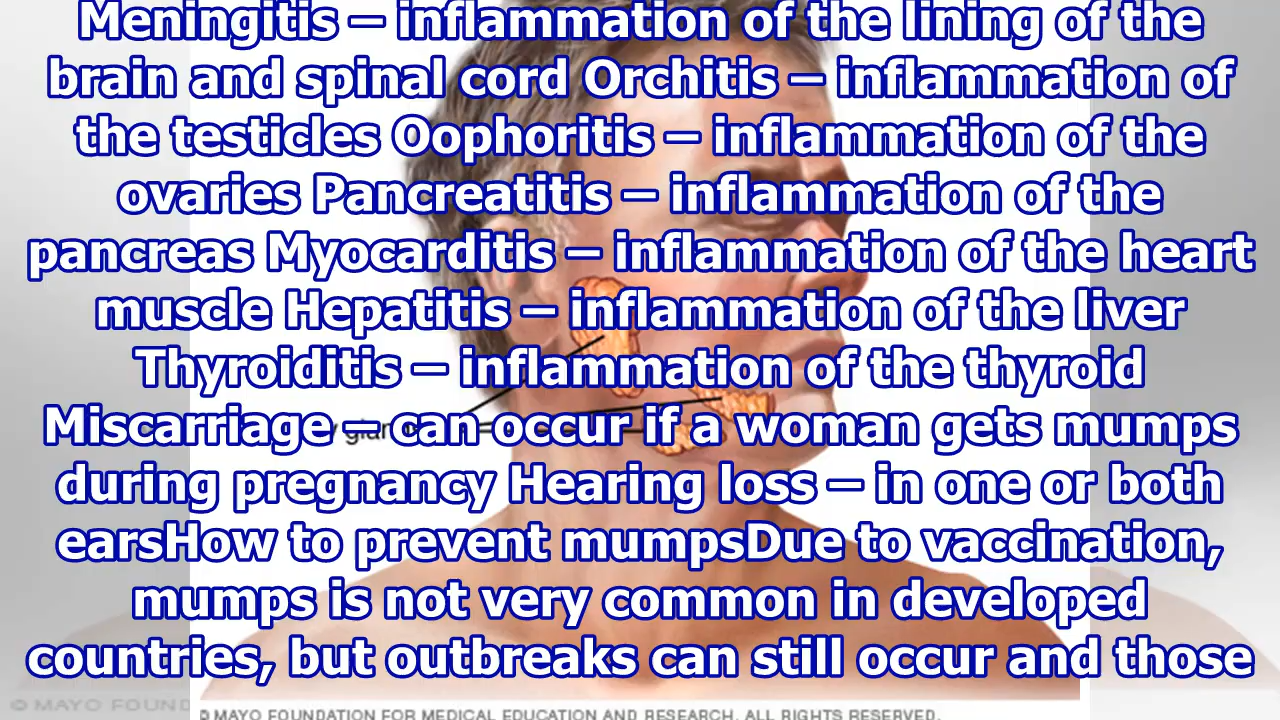 Meningitis – inflammation of the lining of the
brain and spinal cord Orchitis – inflammation of
the testicles Oophoritis – inflammation of the
ovaries Pancreatitis – inflammation of the
pancreas Myocarditis – inflammation of the heart
muscle Hepatitis – inflammation of the liver
Thyroiditis – inflammation of the thyroid
Miscarriage – can occur if a woman gets mumps
during pregnancy Hearing loss – in one or both
earsHow to prevent mumpsDue to vaccination,
mumps is not very common in developed
countries, but outbreaks can still occur and those
© MAYO FOUND
MAYO FOUNDATION FOR MEDICAL EDUCATION AND RESEARCH. ALL RIGHTS RESERVED.